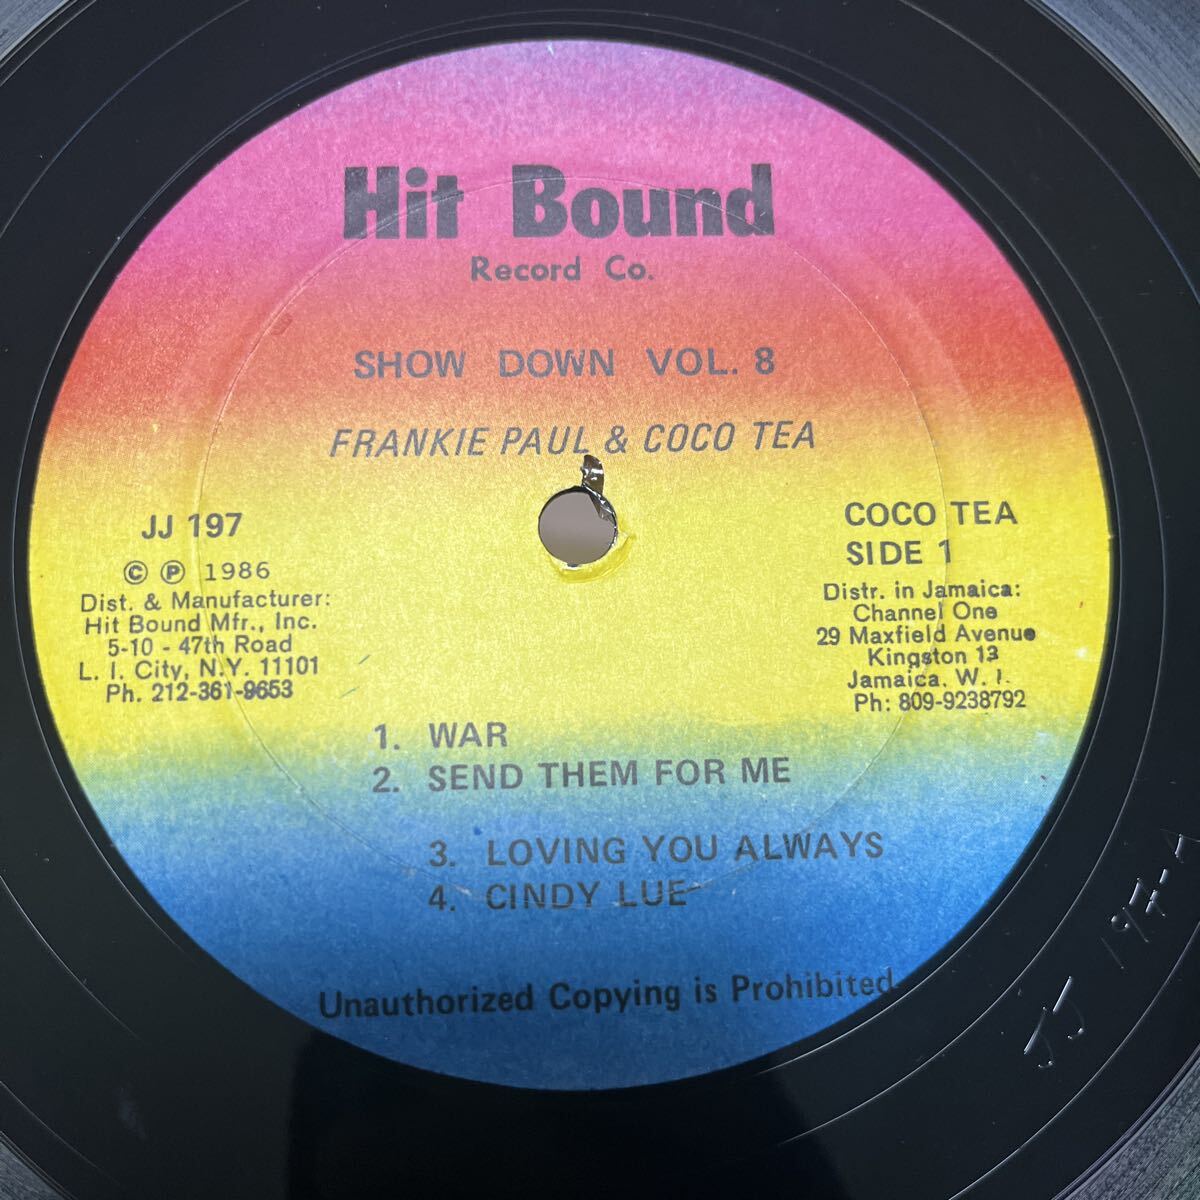 Hit Bound
Record Co.
SHOW DOWN VOL. 8
FRANKIE PAUL & COCO TEA
JJ 197
© ℗ 1986
Dist. & Manufacturer:
Hit Bound Mfr., Inc.
5-10 - 47th Road
L. I. City, N.Y. 11101
Ph. 212-361-9653
COCO TEA
SIDE 1
Distr. in Jamaica:
Channel One
29 Maxfield Avenue
Kingston 13
Jamaica, W. I.
Ph: 809-9238792
1. WAR
2. SEND THEM FOR ME
3. LOVING YOU ALWAYS
4. CINDY LUE
Unauthorized Copying is Prohibited
JJ 197-